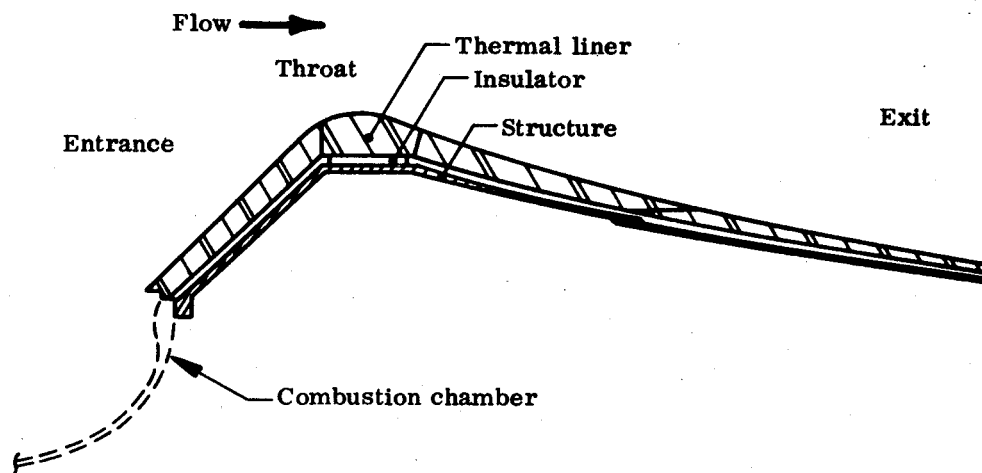 Flow
Thermal liner
Throat
Insulator
Exit
Structure
Entrance
Combustion chamber